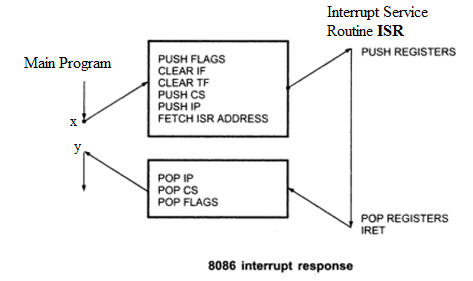 Interrupt Service
Routine ISR
PUSH REGISTERS
Main Program
PUSH FLAGS
CLEAR IF
CLEAR TF
PUSH CS
PUSH IP
FETCH ISR ADDRESS
x
y
POP IP
POP CS
POP FLAGS
POP REGISTERS
IRET
8086 interrupt response